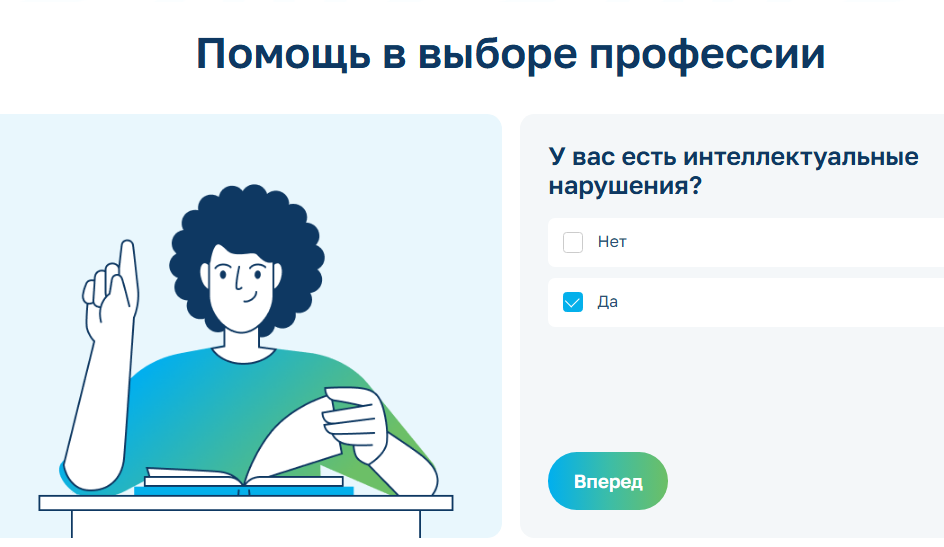 Помощь в выборе профессии
У вас есть интеллектуальные
нарушения?
Нет
Да
Вперед